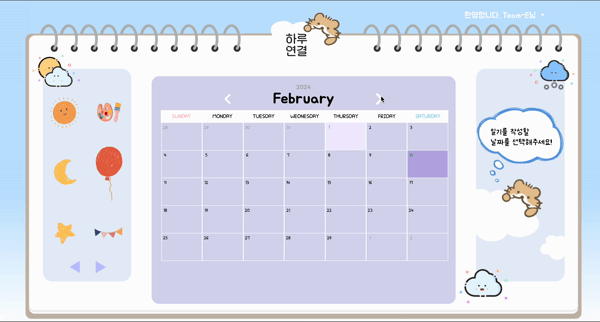 환영합니다,
하루
연결
2024
February
SUNDAY MONDAY TUESDAY WEDNESDAY THURSDAY FRIDAY SATURDAY
28 29 30 31 1 2 3
4 5 6 7 8 9 10
11 12 13 14 15 16 17
18 19 20 21 22 23 24
25 26 27 28 29 1 2
일기를 작성할
날짜를 선택해주세요!